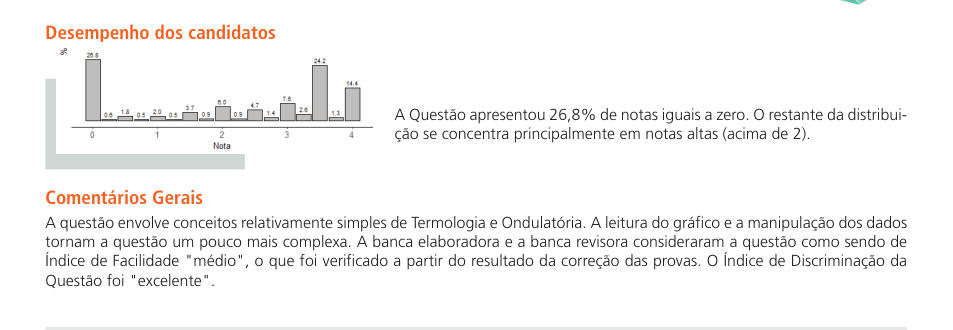 Desempenho dos candidatos
%
26.8
0.6
1.8
0.5
2.0
0.5
3.7
0.9
6.0
0.9
4.7
1.4
7.6
2.6
24.2
1.3
14.4
0 1 2 3 4
Nota
A Questão apresentou 26,8% de notas iguais a zero. O restante da distribui-
ção se concentra principalmente em notas altas (acima de 2).
Comentários Gerais
A questão envolve conceitos relativamente simples de Termologia e Ondulatória. A leitura do gráfico e a manipulação dos dados
tornam a questão um pouco mais complexa. A banca elaboradora e a banca revisora consideraram a questão como sendo de
Índice de Facilidade "médio", o que foi verificado a partir do resultado da correção das provas. O Índice de Discriminação da
Questão foi "excelente".